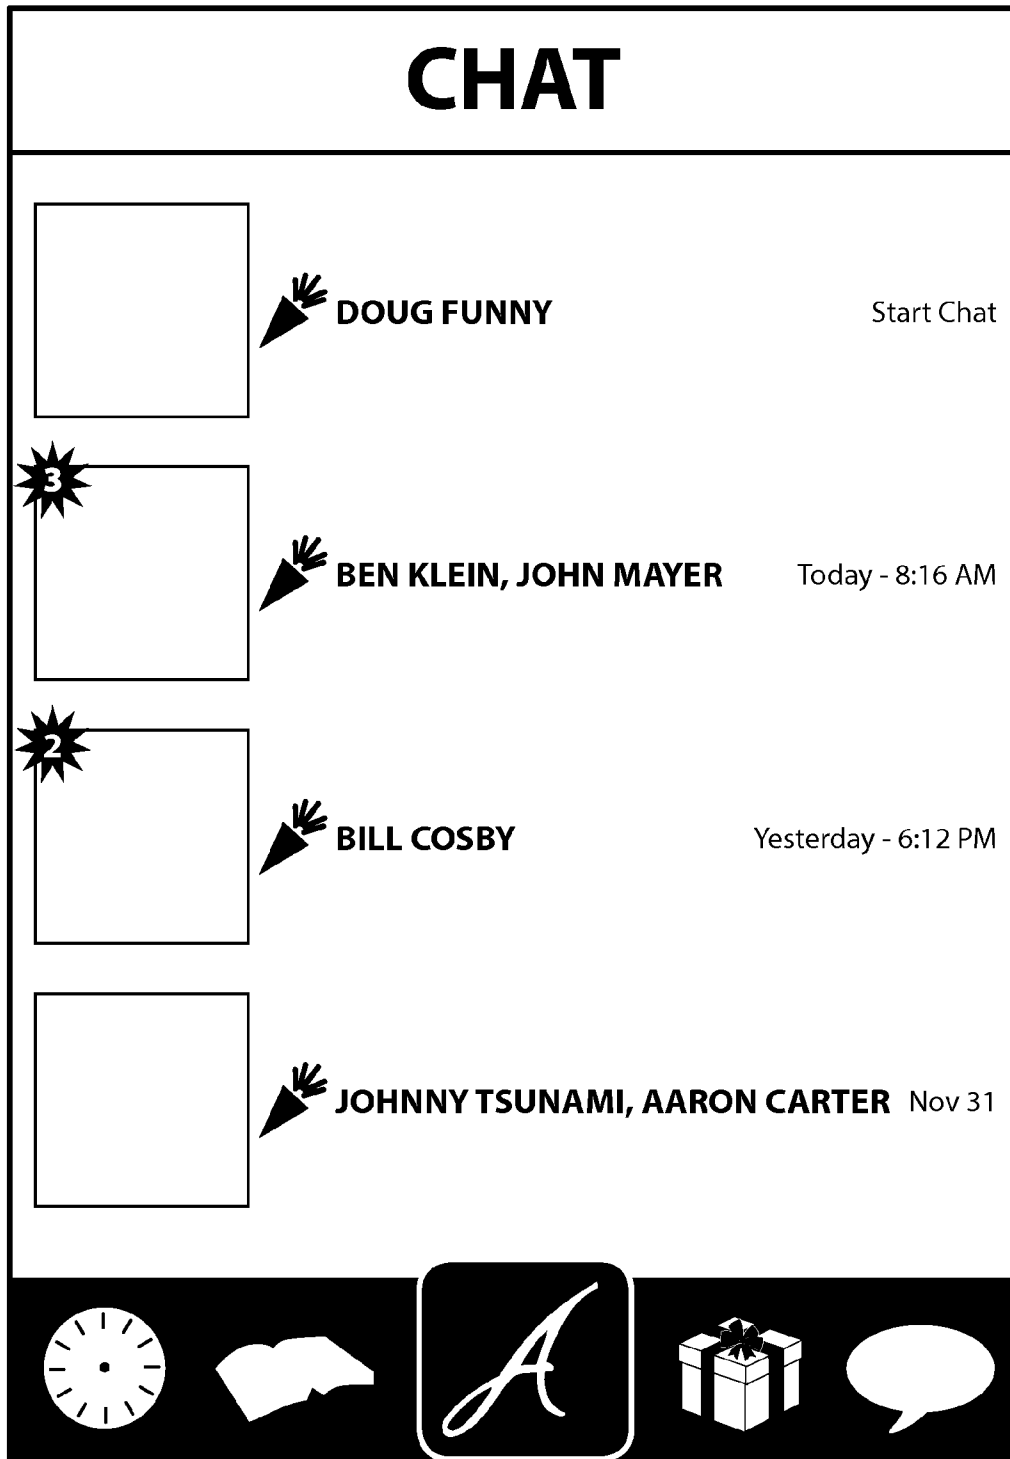 CHAT
DOUG FUNNY Start Chat
3
BEN KLEIN, JOHN MAYER Today - 8:16 AM
2
BILL COSBY Yesterday - 6:12 PM
JOHNNY TSUNAMI, AARON CARTER Nov 31
A